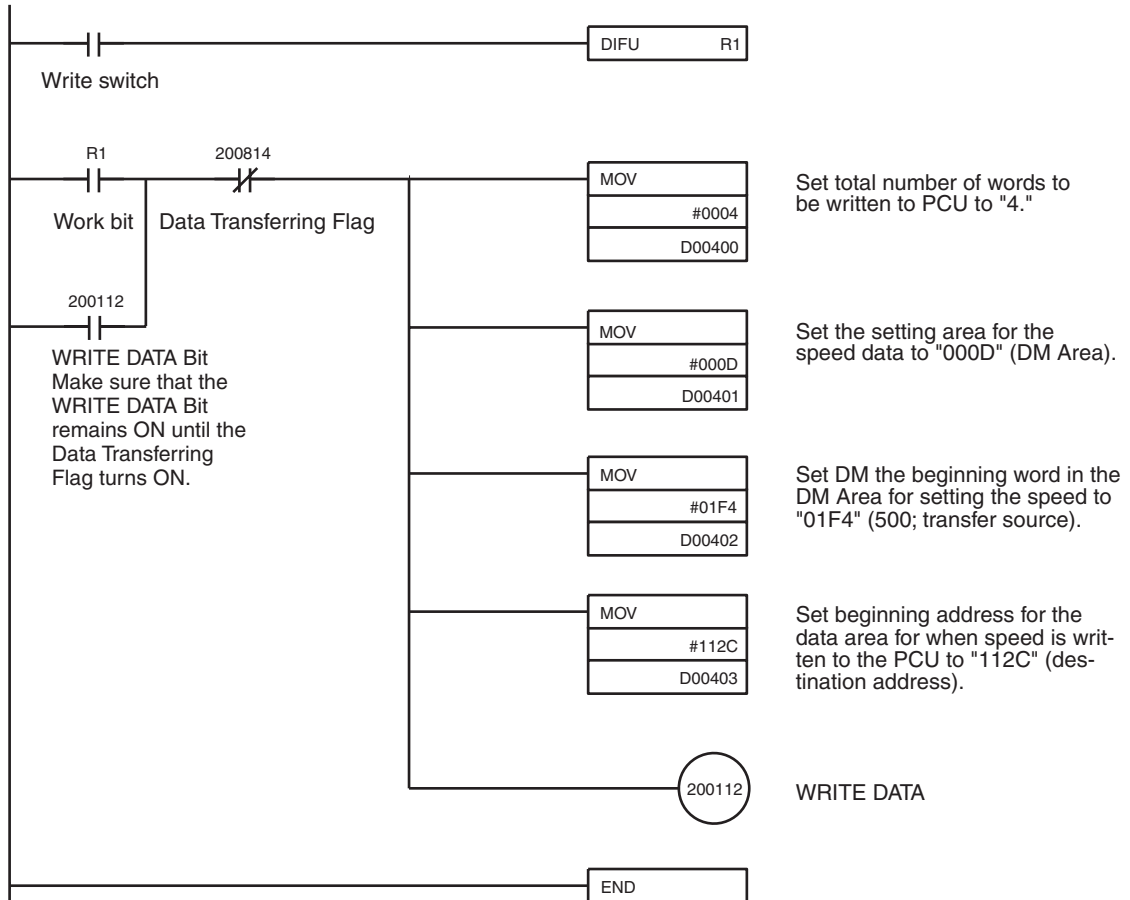 DIFU R1
Write switch
R1
200814
Work bit
Data Transferring Flag
MOV
#0004
D00400
Set total number of words to
be written to PCU to "4."
200112
WRITE DATA Bit
Make sure that the
WRITE DATA Bit
remains ON until the
Data Transferring
Flag turns ON.
MOV
#000D
D00401
Set the setting area for the
speed data to "000D" (DM Area).
MOV
#01F4
D00402
Set DM the beginning word in the
DM Area for setting the speed to
"01F4" (500; transfer source).
MOV
#112C
D00403
Set beginning address for the
data area for when speed is writ-
ten to the PCU to "112C" (des-
tination address).
200112
WRITE DATA
END